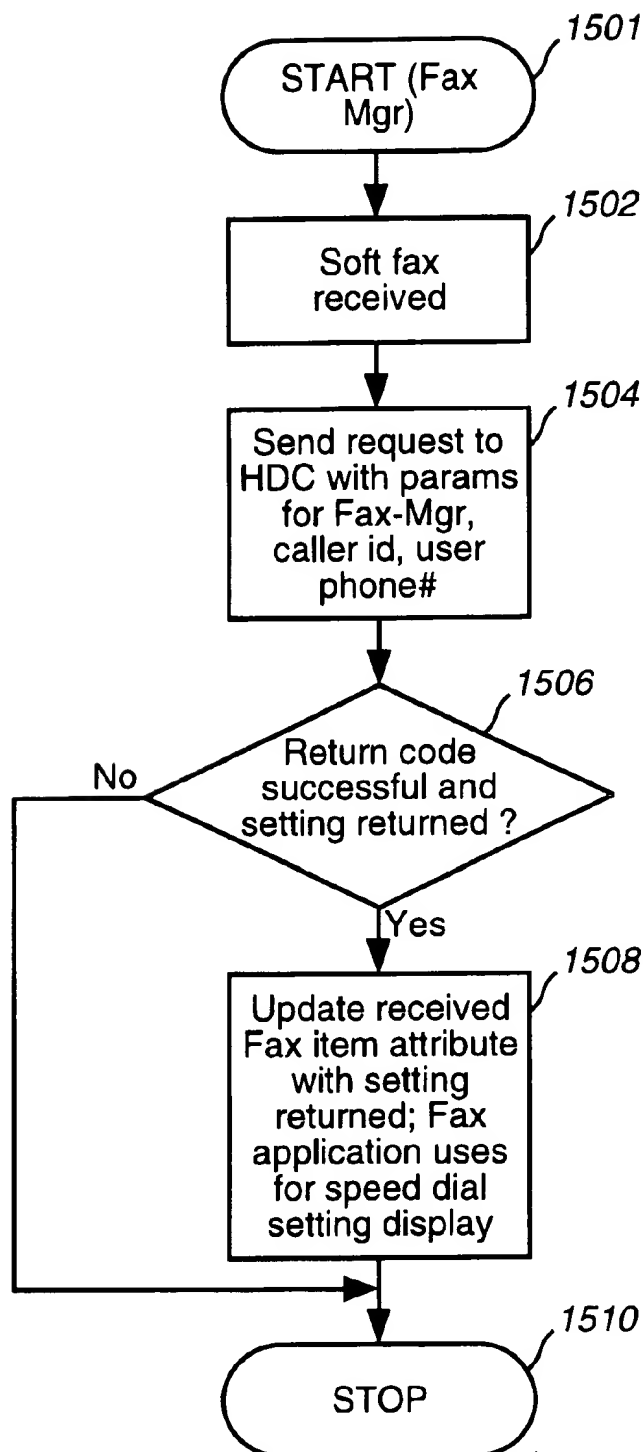 1501
START (Fax
Mgr)
1502
Soft fax
received
1504
Send request to
HDC with params
for Fax-Mgr,
caller id, user
phone#
1506
Return code
successful and
setting returned ?
No
Yes
1508
Update received
Fax item attribute
with setting
returned; Fax
application uses
for speed dial
setting display
1510
STOP